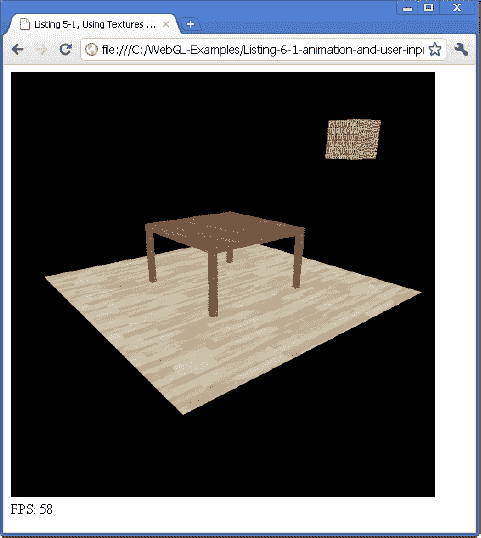 Listing 5-1, Using Textures ...
file:///C:/WebGL-Examples/Listing-6-1-animation-and-user-inpu
FPS: 58